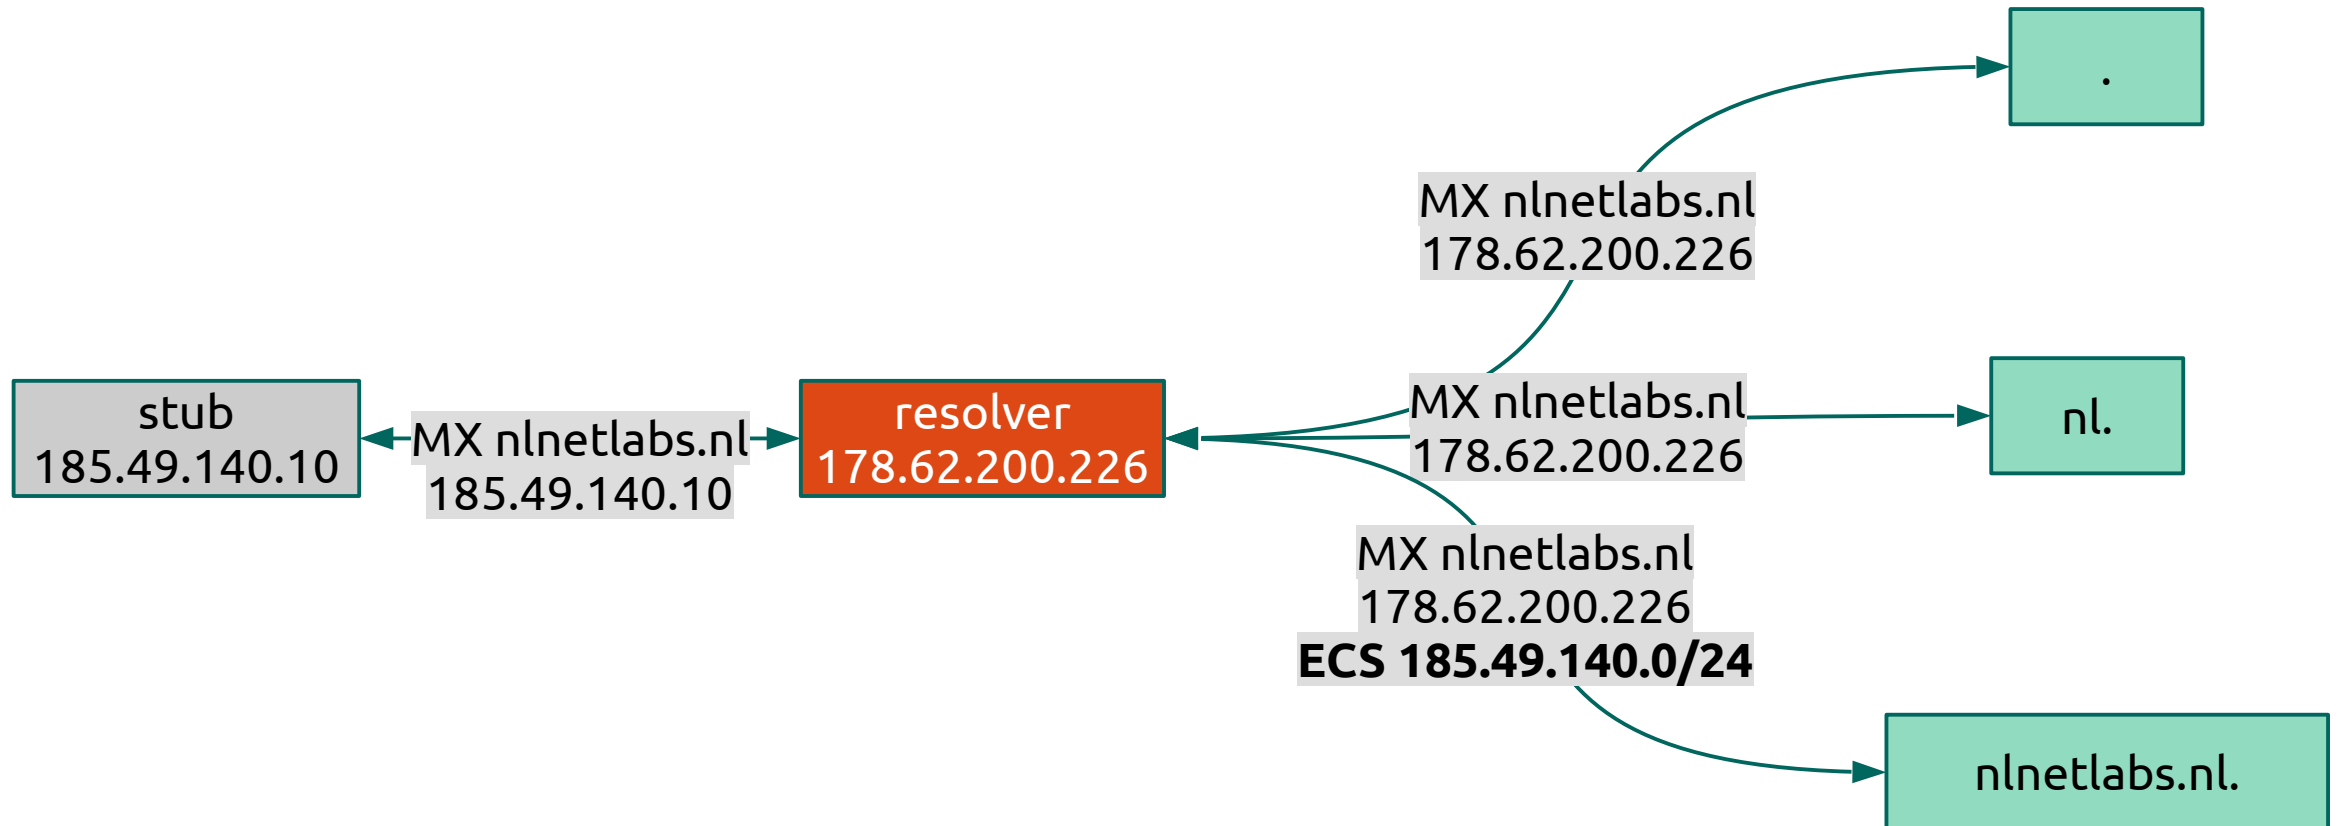 .
MX nlnetlabs.nl
178.62.200.226
stub
185.49.140.10
MX nlnetlabs.nl
185.49.140.10
resolver
178.62.200.226
MX nlnetlabs.nl
178.62.200.226
nl.
MX nlnetlabs.nl
178.62.200.226
ECS 185.49.140.0/24
nlnetlabs.nl.